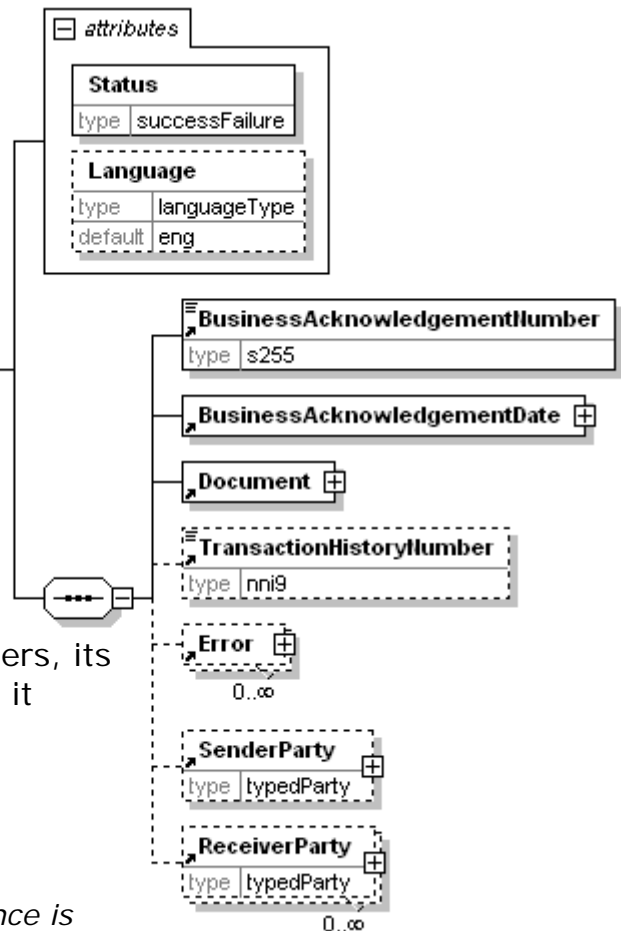 attributes
Status
type successFailure
Language
type languageType
default eng
BusinessAcknowledgementNumber
type s255
BusinessAcknowledgementDate
Document
TransactionHistoryNumber
type nni9
ers, its
it
Error
0..∞
SenderParty
type typedParty
ReceiverParty
type typedParty
nce is
0..∞